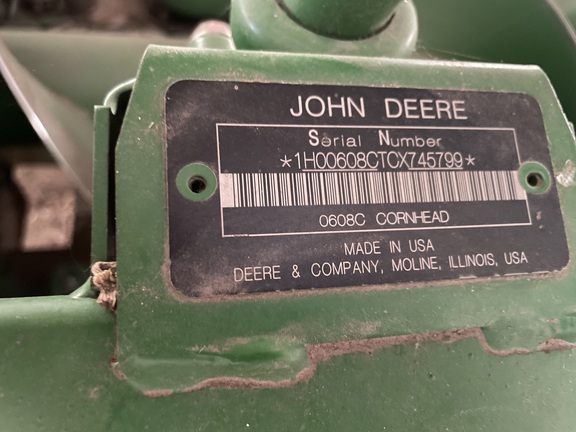 JOHN DEERE
Serial Number
*1H00608CTCX745799*
0608C CORNHEAD
MADE IN USA
DEERE & COMPANY, MOLINE, ILLINOIS, USA